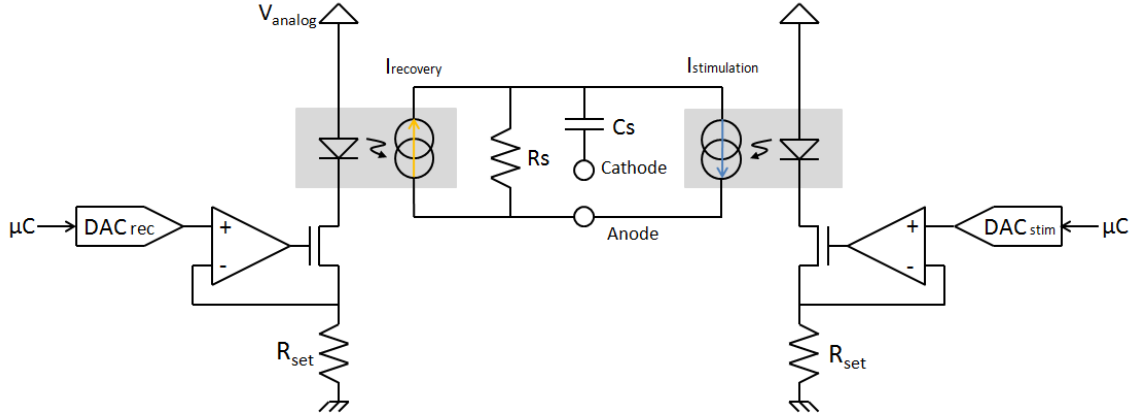 Vanalog
Irecovery
Istimulation
Cs
Rs
Cathode
Anode
μC
DAC rec
+
-
DAC stim
+
-
μC
Rset
Rset